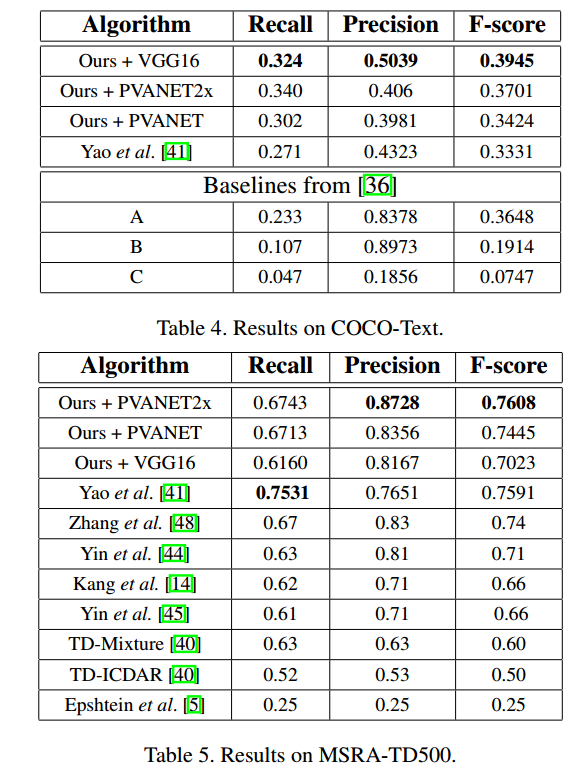 Algorithm Recall Precision F-score
Ours + VGG16 0.324 0.5039 0.3945
Ours + PVANET2x 0.340 0.406 0.3701
Ours + PVANET 0.302 0.3981 0.3424
Yao et al. [41] 0.271 0.4323 0.3331
Baselines from [36]
A 0.233 0.8378 0.3648
B 0.107 0.8973 0.1914
C 0.047 0.1856 0.0747
Table 4. Results on COCO-Text.
Algorithm Recall Precision F-score
Ours + PVANET2x 0.6743 0.8728 0.7608
Ours + PVANET 0.6713 0.8356 0.7445
Ours + VGG16 0.6160 0.8167 0.7023
Yao et al. [41] 0.7531 0.7651 0.7591
Zhang et al. [48] 0.67 0.83 0.74
Yin et al. [44] 0.63 0.81 0.71
Kang et al. [14] 0.62 0.71 0.66
Yin et al. [45] 0.61 0.71 0.66
TD-Mixture [40] 0.63 0.63 0.60
TD-ICDAR [40] 0.52 0.53 0.50
Epshtein et al. [5] 0.25 0.25 0.25
Table 5. Results on MSRA-TD500.